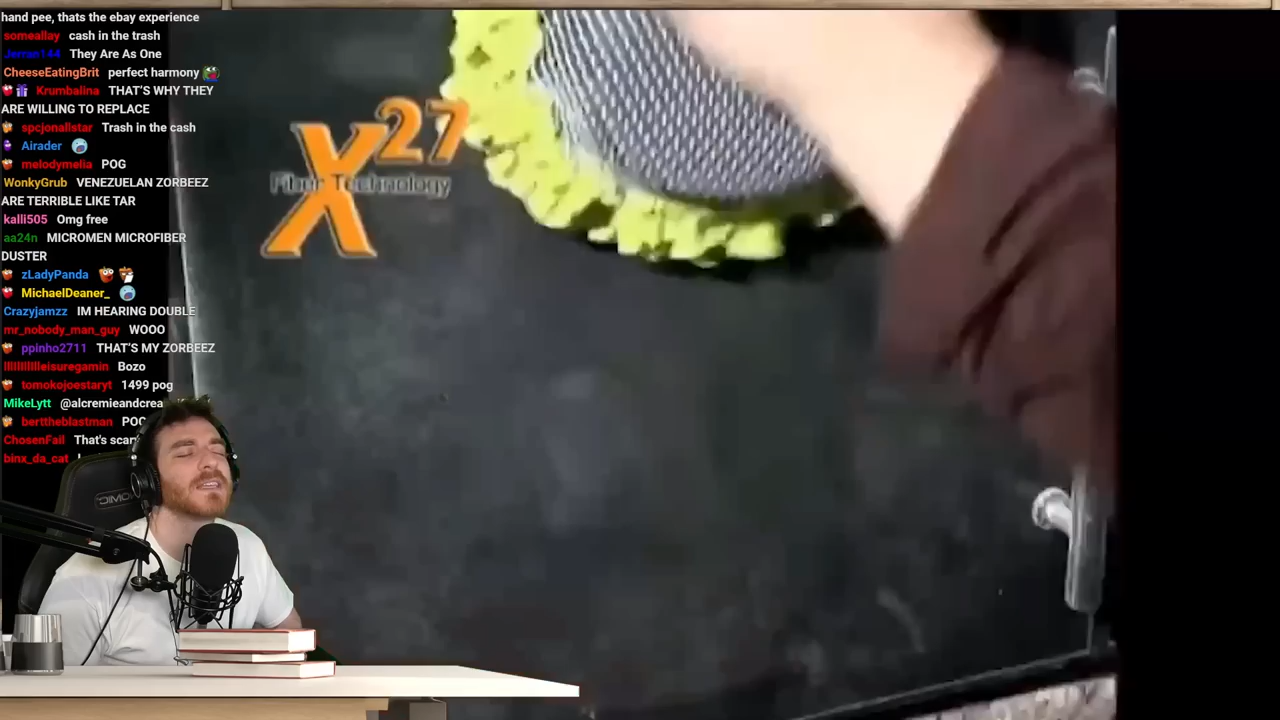 hand pee, thats the ebay experience
someallay cash in the trash
Jerran144 They Are As One
CheeseEatingBrit perfect harmony
Krumbalina THAT'S WHY THEY
ARE WILLING TO REPLACE
spcjonallstar Trash in the cash
Airader
melodymelia POG
WonkyGrub VENEZUELAN ZORBEEZ
ARE TERRIBLE LIKE TAR
kalli505 Omg free
aa24n MICROMEN MICROFIBER
DUSTER
zLadyPanda
MichaelDeaner_
Crazyjamzz IM HEARING DOUBLE
mr_nobody_man_guy WOOO
ppinho2711 THAT'S MY ZORBEEZ
Bozo
tomokojoestaryt 1499 pog
MikeLytt @alcremieandcrea
berttheblastman
ChosenFail That's
binx_da_cat
X27
Fiber Technology